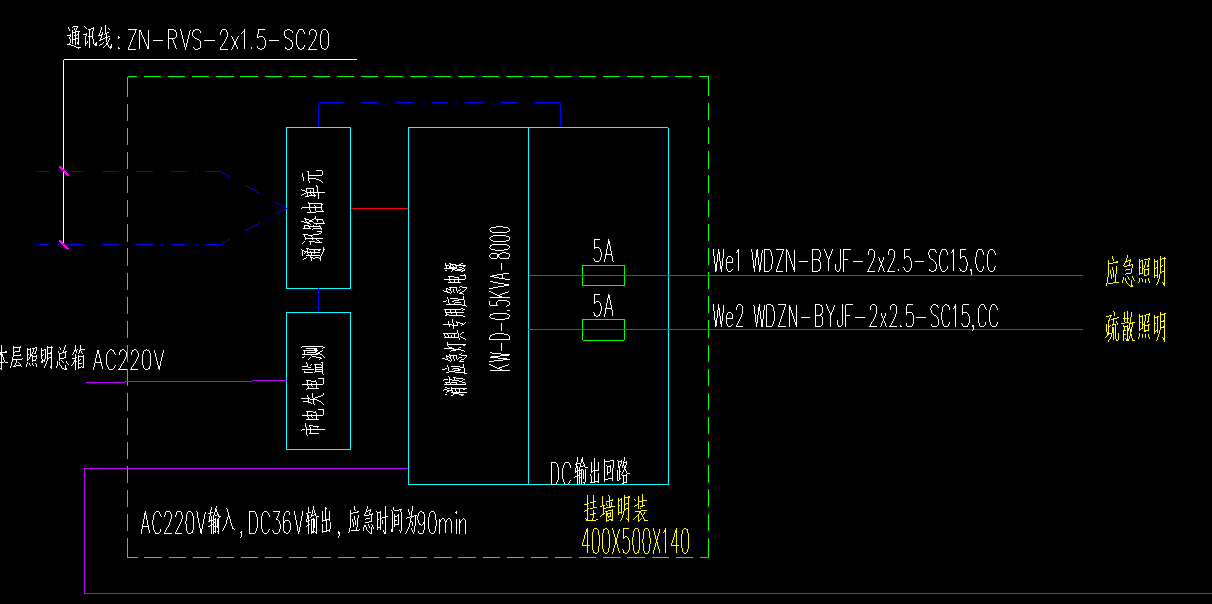 通讯线:ZN-RVS-2x1.5-SC20
通讯路由单元
消防应急灯具专用应急电源
KW-D-0.5KVA-8000
5A
We1 WDZN-BYJF-2x2.5-SC15,CC
应急照明
5A
We2 WDZN-BYJF-2x2.5-SC15,CC
疏散照明
本层照明总箱 AC220V
市电失电监测
DC输出回路
挂墙明装
400X500X140
AC220V输入,DC36V输出,应急时间为90min